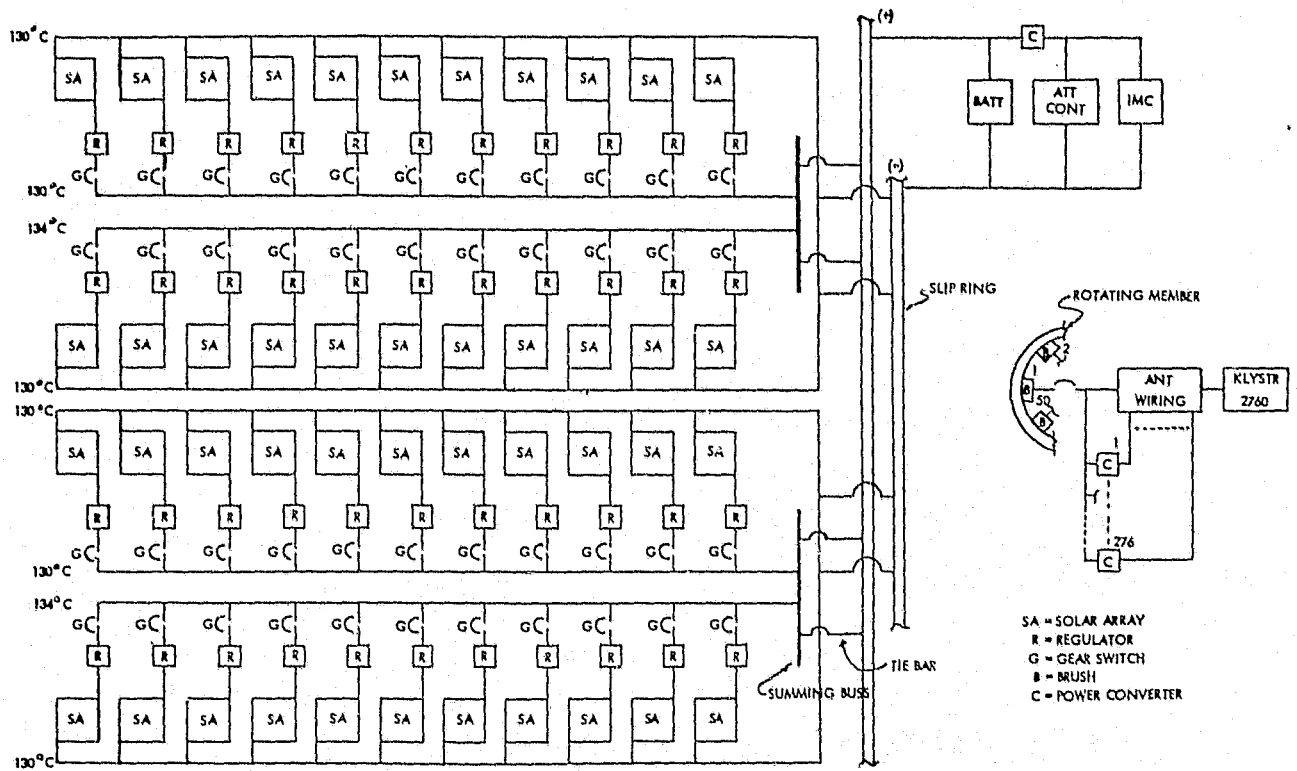 130°C
(+)
C
SA SA SA SA SA SA SA SA SA SA SA
BATT
ATT
CONT
IMC
R R R R R R R R R R R
G G G G G G G G G G G
(-)
130°C
134°C
G G G G G G G G G G G
R R R R R R R R R R R
SLIP RING
ROTATING MEMBER
SA SA SA SA SA SA SA SA SA SA SA
B 2
1
130°C
B
50
B
ANT
WIRING
KLYSTR
2760
130°C
SA SA SA SA SA SA SA SA SA SA SA
1
C
R R R R R R R R R R R
276
C
G G G G G G G G G G G
130°C
134°C
G G G G G G G G G G G
R R R R R R R R R R R
TIE BAR
SUMMING BUSS
SA SA SA SA SA SA SA SA SA SA SA
130°C
SA = SOLAR ARRAY
R = REGULATOR
G = GEAR SWITCH
B = BRUSH
C = POWER CONVERTER